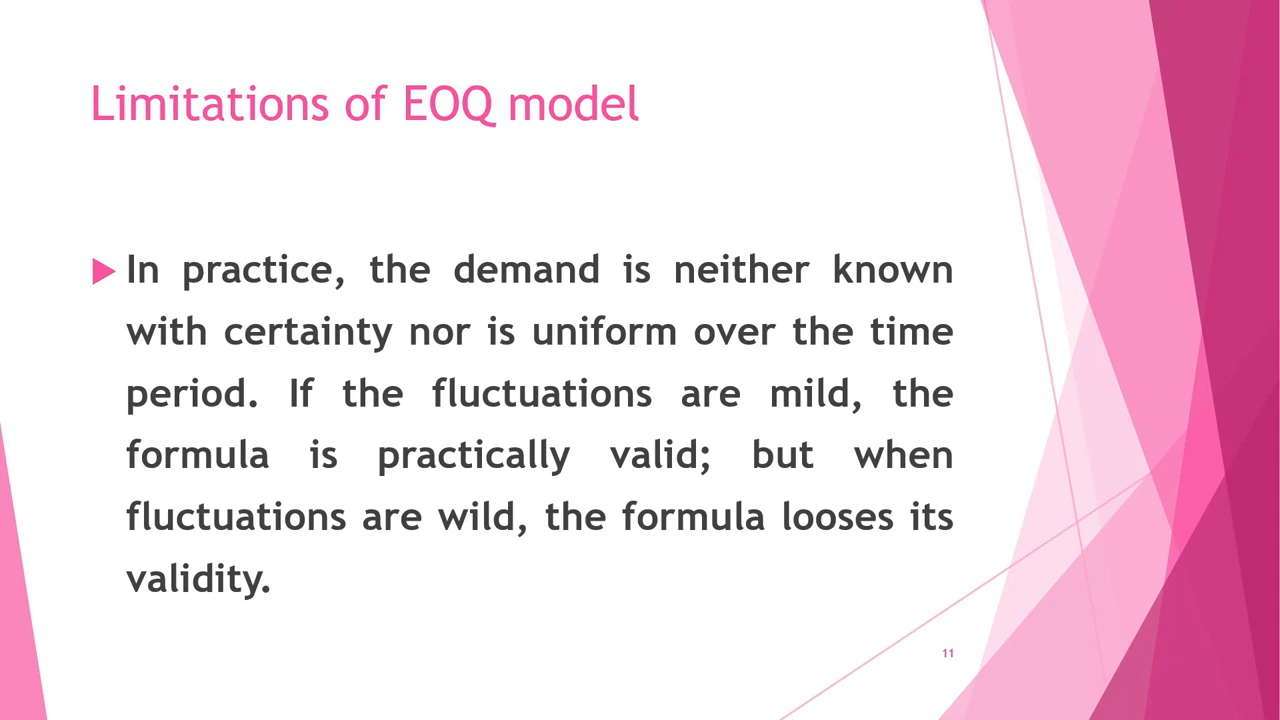 Limitations of EOQ model
In practice, the demand is neither known
with certainty nor is uniform over the time
period. If the fluctuations are mild, the
formula is practically valid; but when
fluctuations are wild, the formula looses its
validity.
11